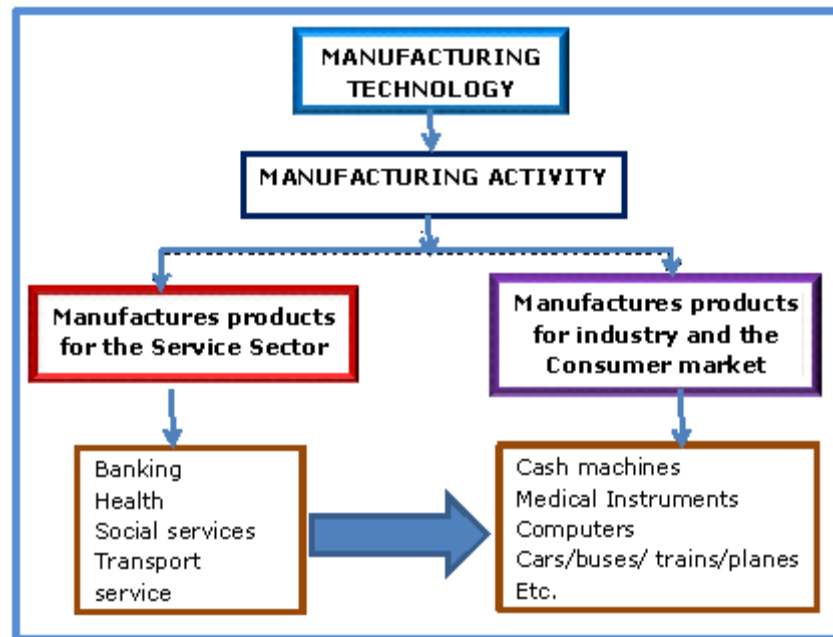 MANUFACTURING
TECHNOLOGY
MANUFACTURING ACTIVITY
Manufactures products
for the Service Sector
Manufactures products
for industry and the
Consumer market
Banking
Health
Social services
Transport
service
Cash machines
Medical Instruments
Computers
Cars/buses/ trains/planes
Etc.